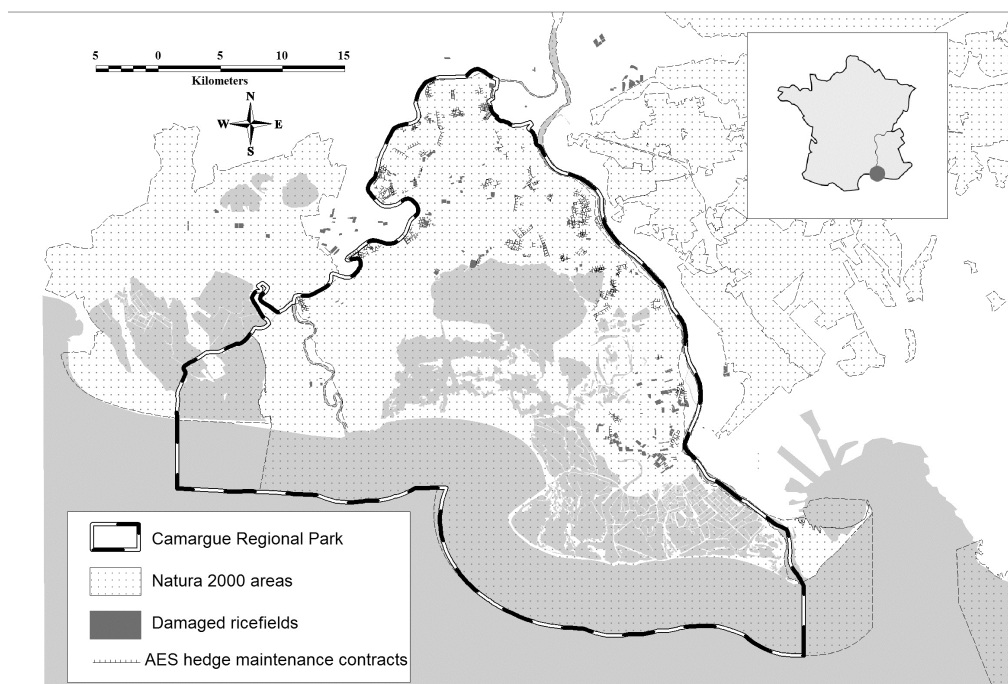 5 0 5 10 15
Kilometers
N
W E
S
Camargue Regional Park
Natura 2000 areas
Damaged ricefields
AES hedge maintenance contracts